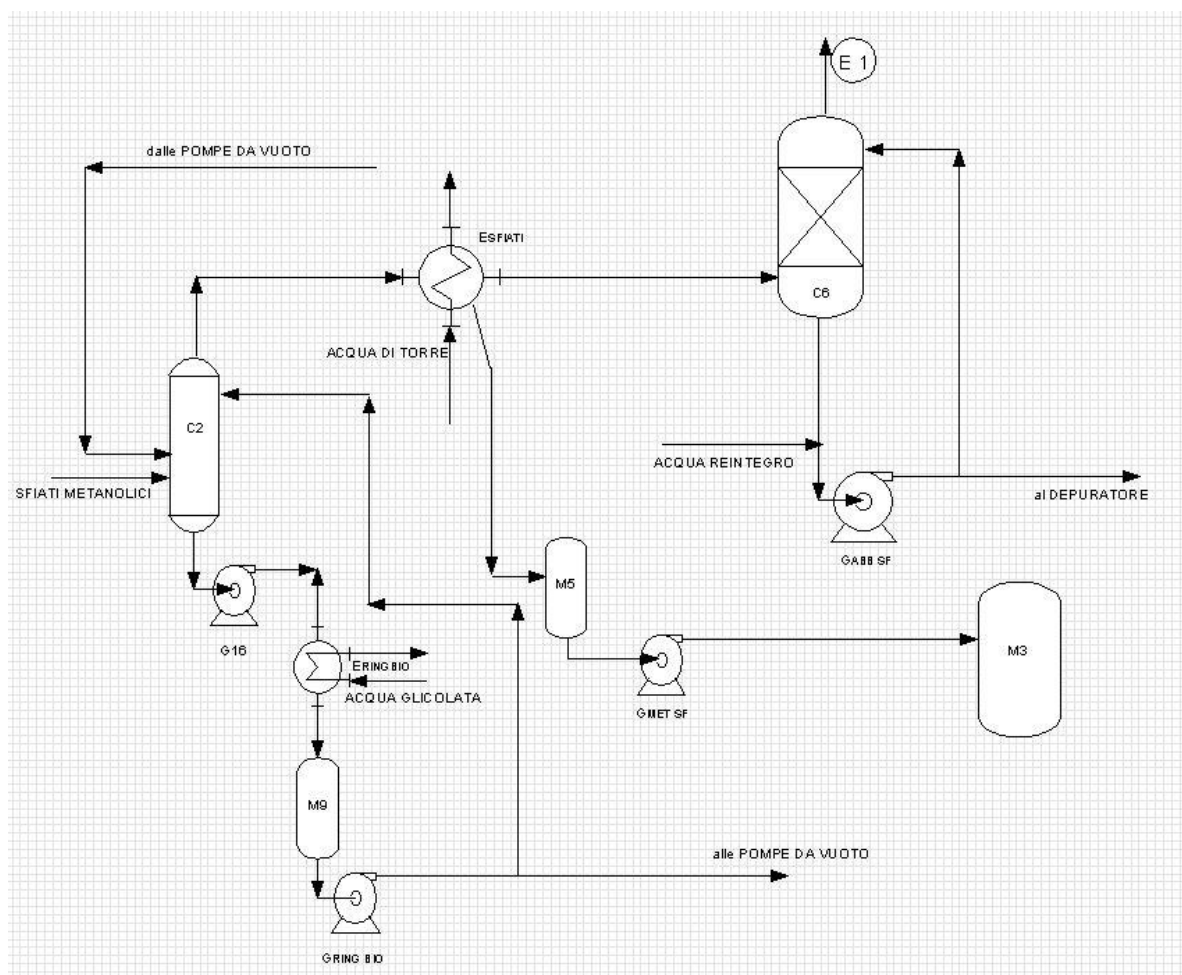 E 1
dalle POMPE DA VUOTO
ESFIATI
C6
ACQUA DI TORRE
C2
ACQUA REINTEGRO
SFIATI METANOLICI
al DEPURATORE
GABB SF
M5
G16
M3
ERING BIO
ACQUA GLICOLATA
GMET SF
M9
alle POMPE DA VUOTO
GRING BIO